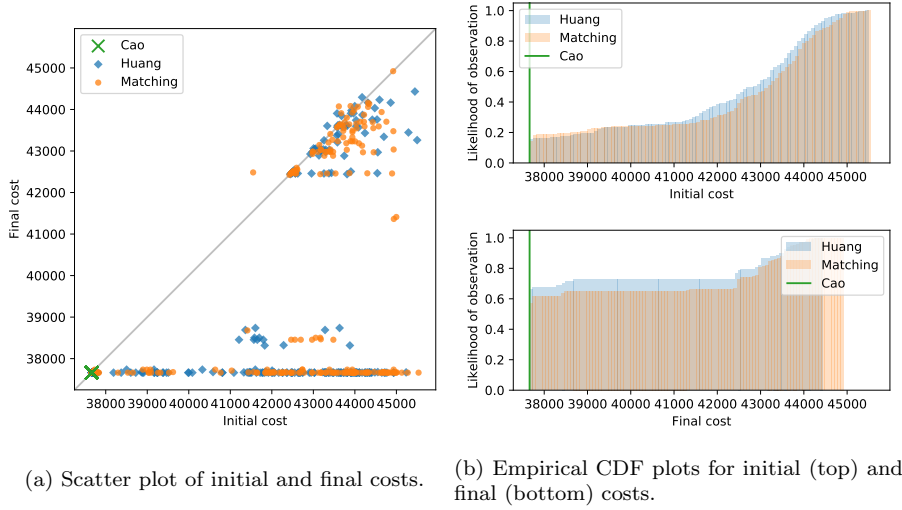 Cao
Huang
Matching
45000
44000
43000
42000
41000
40000
39000
38000
Final cost
38000 39000 40000 41000 42000 43000 44000 45000
Initial cost
(a) Scatter plot of initial and final costs.
1.0
0.8
0.6
0.4
0.2
0.0
Likelihood of observation
Huang
Matching
Cao
38000 39000 40000 41000 42000 43000 44000 45000
Initial cost
1.0
0.8
0.6
0.4
0.2
0.0
Likelihood of observation
Huang
Matching
Cao
38000 39000 40000 41000 42000 43000 44000 45000
Final cost
(b) Empirical CDF plots for initial (top) and
final (bottom) costs.